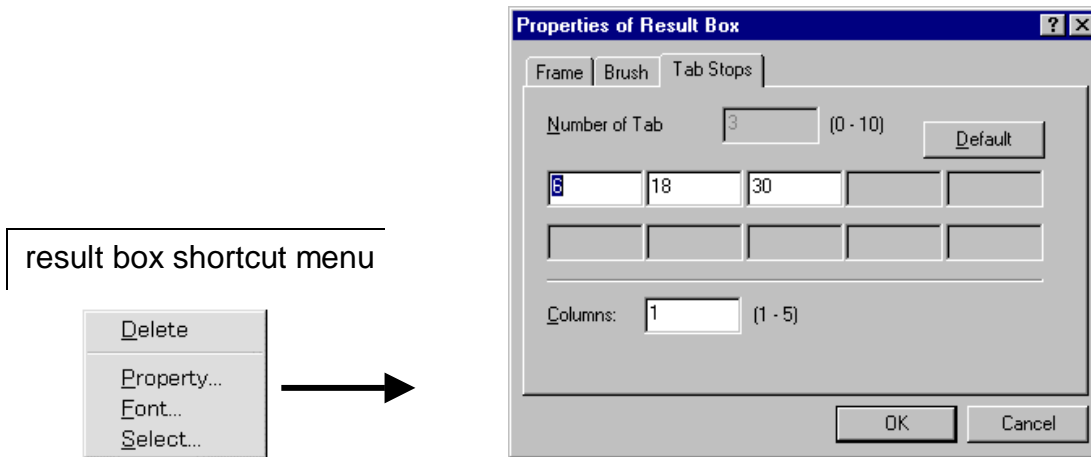 Properties of Result Box
Frame Brush Tab Stops
Number of Tab 3 (0 - 10) Default
6 18 30
Columns: 1 (1 - 5)
OK Cancel
result box shortcut menu
Delete
Property...
Font...
Select...